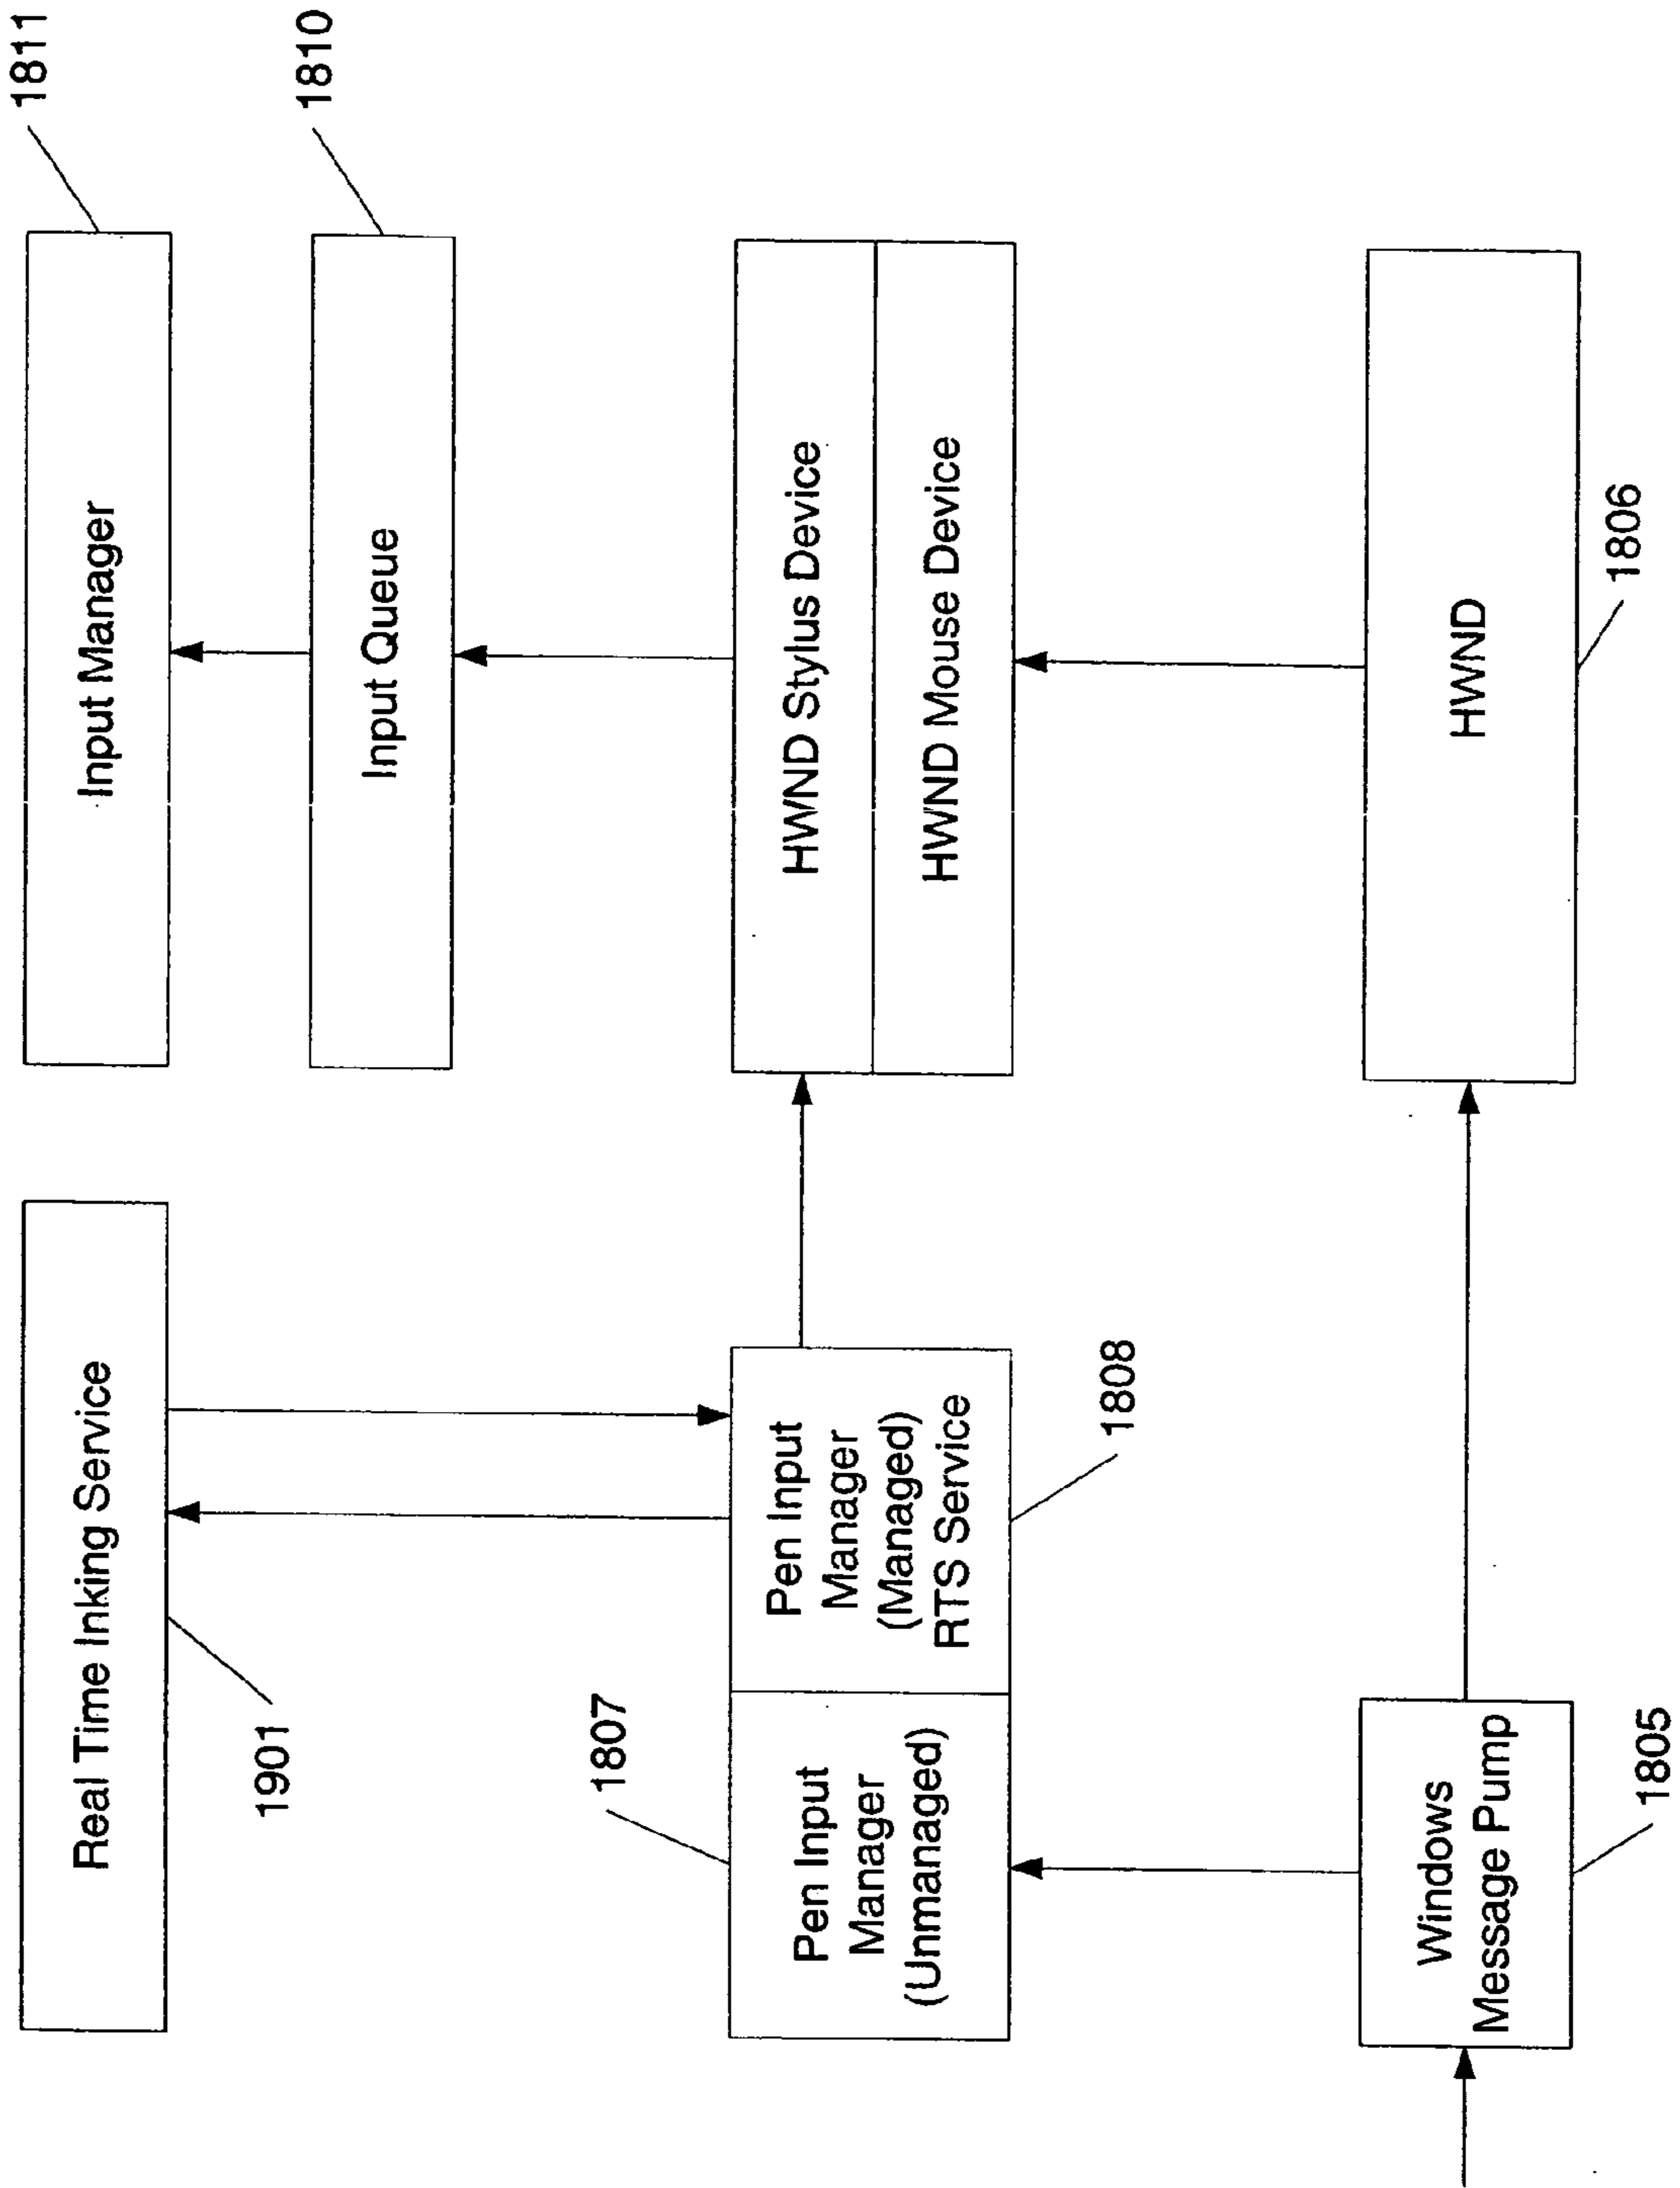 Real Time Inking Service
1901
Input Manager
1811
Input Queue
1810
1807
Pen Input
Manager
(Unmanaged)
Pen Input
Manager
(Managed)
RTS Service
1808
HWND Stylus Device
HWND Mouse Device
Windows
Message Pump
1805
HWND
1806